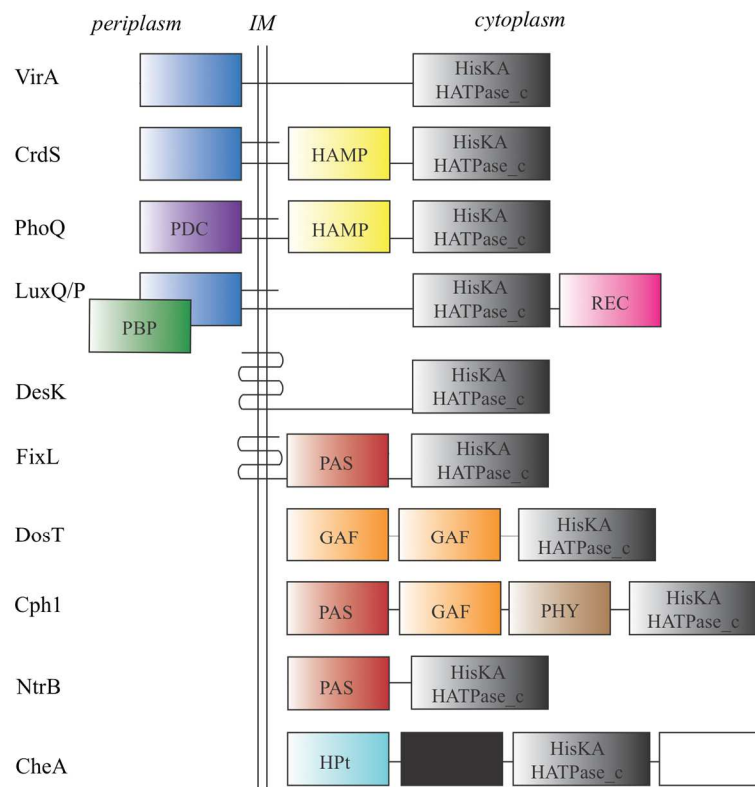 periplasm IM cytoplasm
VirA
HisKA
HATPase_c
CrdS
HAMP
HisKA
HATPase_c
PhoQ
PDC
HAMP
HisKA
HATPase_c
LuxQ/P
PBP
HisKA
HATPase_c
REC
DesK
HisKA
HATPase_c
FixL
PAS
HisKA
HATPase_c
DosT
GAF
GAF
HisKA
HATPase_c
Cph1
PAS
GAF
PHY
HisKA
HATPase_c
NtrB
PAS
HisKA
HATPase_c
CheA
HPt
HisKA
HATPase_c